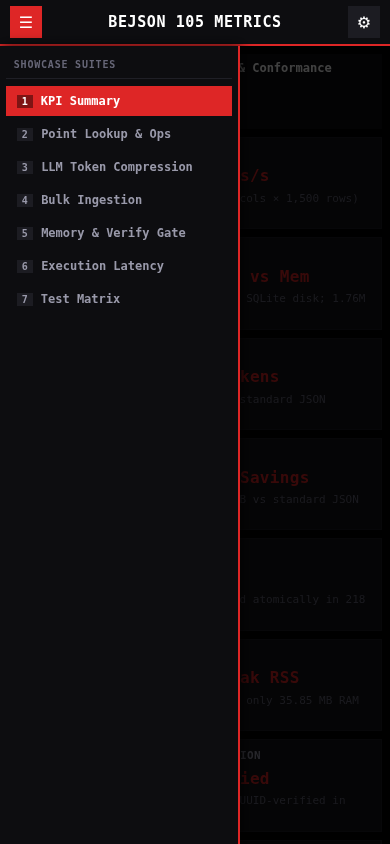 ☰
BEJSON 105 METRICS
⚙
SHOWCASE SUITES
1 KPI Summary
2 Point Lookup & Ops
3 LLM Token Compression
4 Bulk Ingestion
5 Memory & Verify Gate
6 Execution Latency
7 Test Matrix
& Conformance
s/s
cols × 1,500 rows)
vs Mem
SQLite disk; 1.76M
kens
standard JSON
Savings
B vs standard JSON
d atomically in 218
ak RSS
only 35.85 MB RAM
ION
ied
UUID-verified in